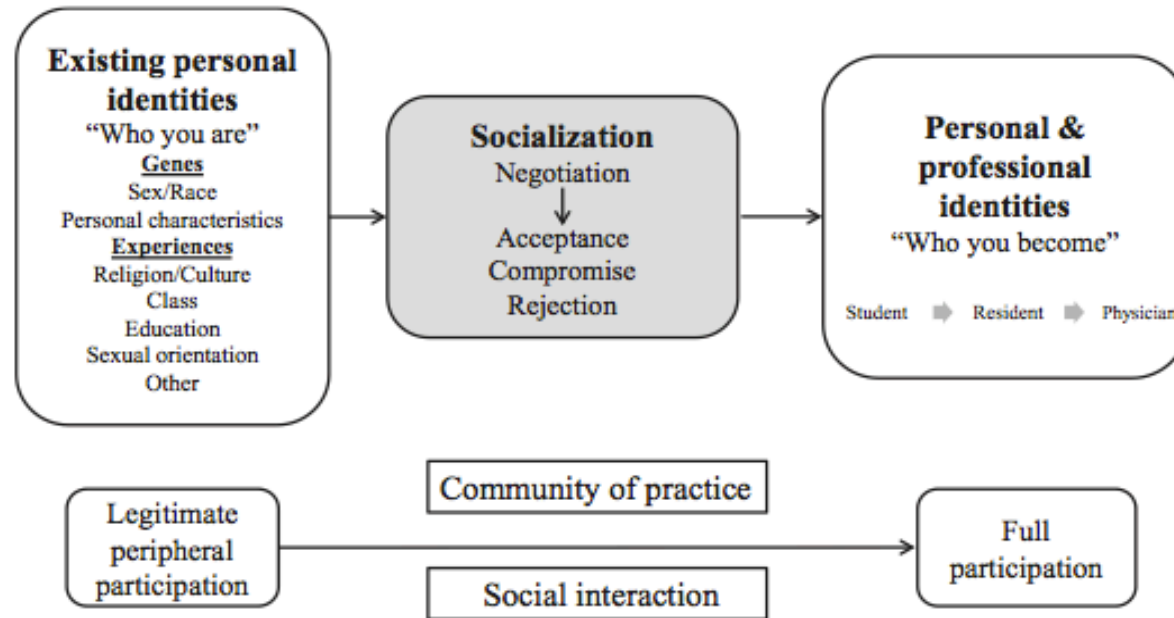 Existing personal
identities
“Who you are”
Genes
Sex/Race
Personal characteristics
Experiences
Religion/Culture
Class
Education
Sexual orientation
Other
Socialization
Negotiation
Acceptance
Compromise
Rejection
Personal &
professional
identities
“Who you become”
Student Resident Physician
Legitimate
peripheral
participation
Community of practice
Social interaction
Full
participation